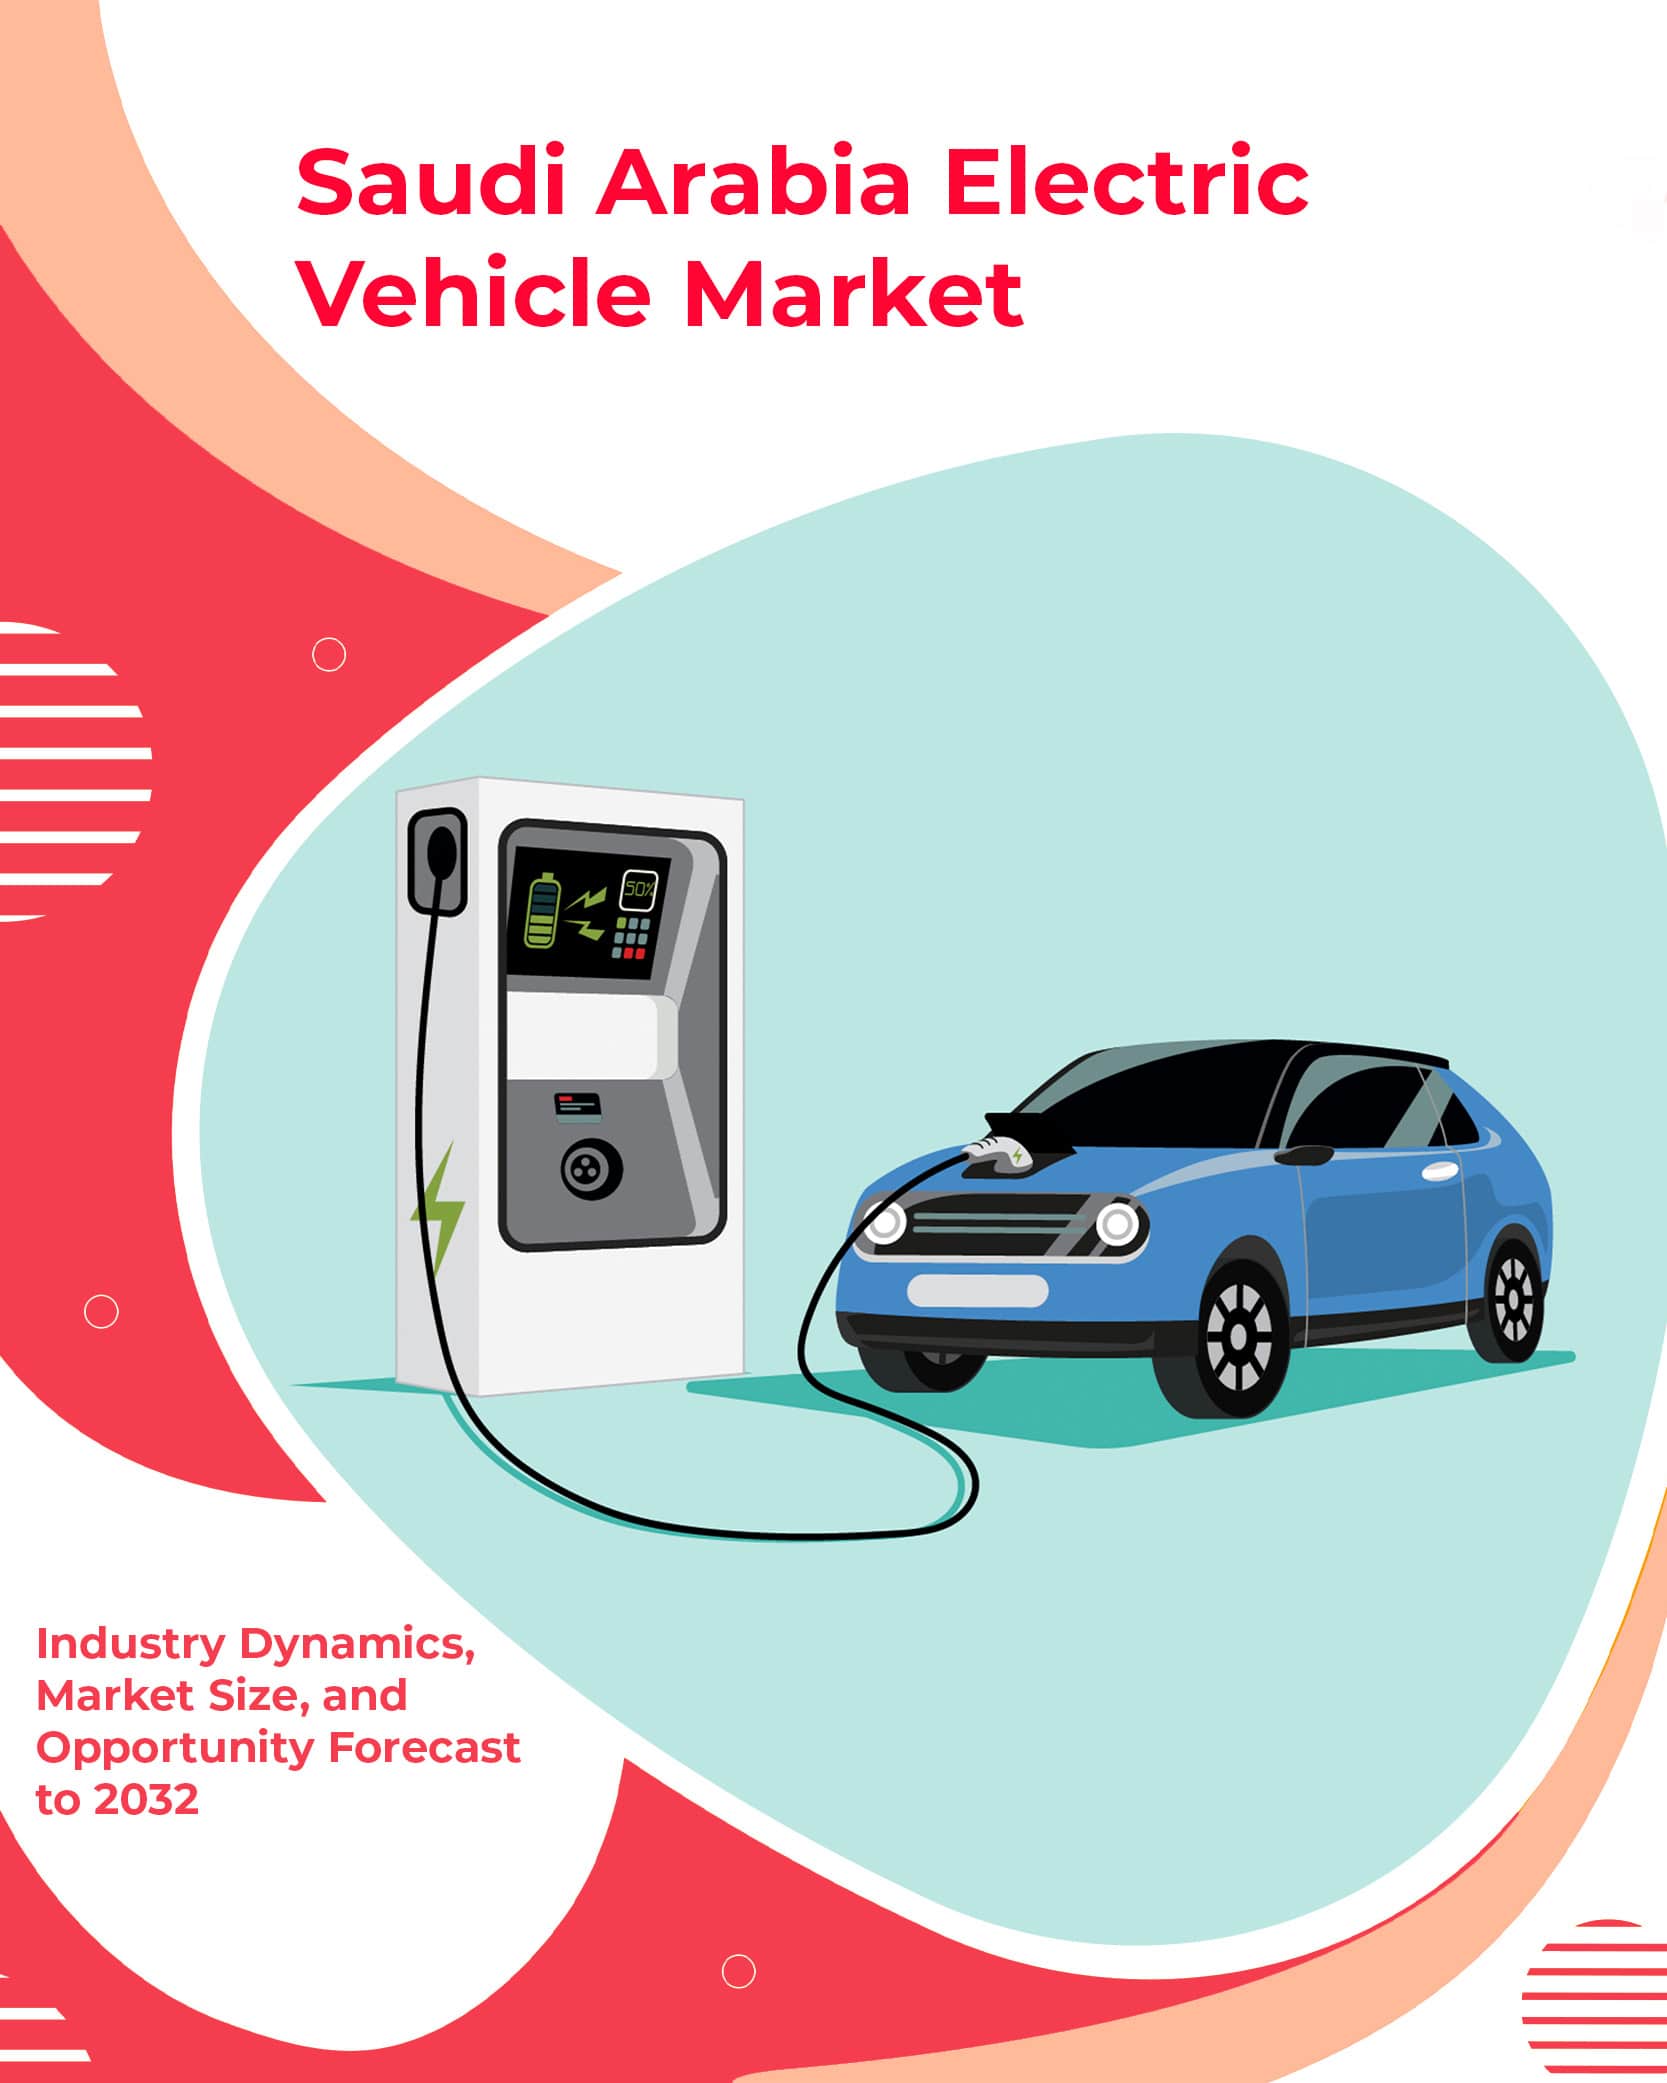 Saudi Arabia Electric
Vehicle Market
50%
Industry Dynamics,
Market Size, and
Opportunity Forecast
to 2032